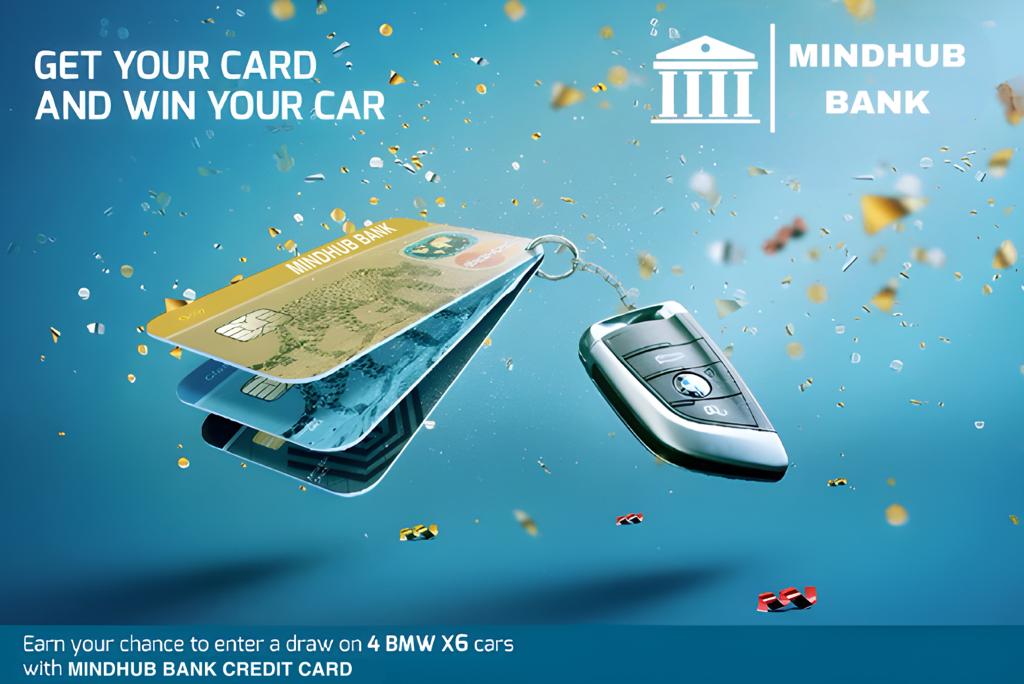 GET YOUR CARD
AND WIN YOUR CAR
MINDHUB
BANK
MINDHUB BANK
Earn your chance to enter a draw on 4 BMW X6 cars
with MINDHUB BANK CREDIT CARD